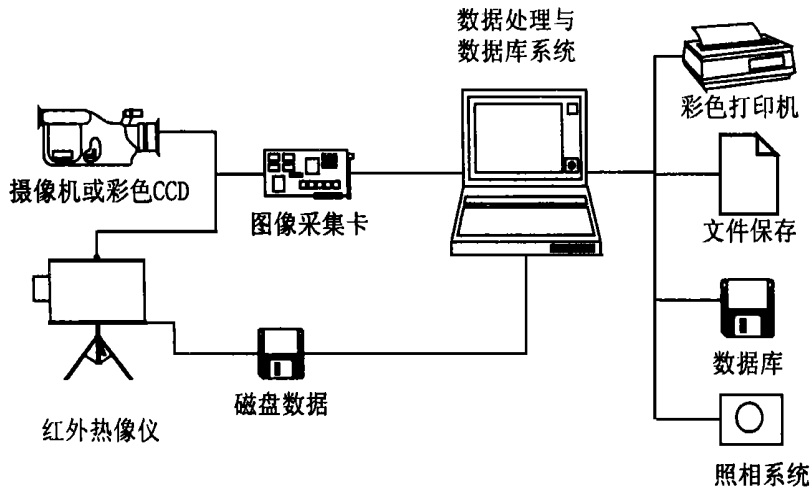 数据处理与
数据库系统
彩色打印机
摄像机或彩色CCD
图像采集卡
文件保存
磁盘数据
数据库
红外热像仪
照相系统